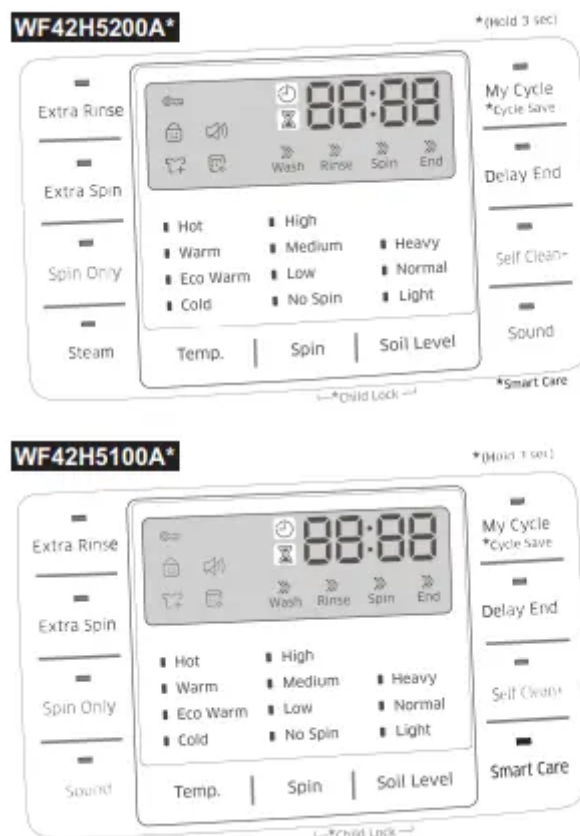 WF42H5200A*
*(Hold 3 sec)
Extra Rinse
88:88
My Cycle
*Cycle Save
Wash Rinse Spin End
Extra Spin
Delay End
Hot High
Warm Medium Heavy
Spin Only
Eco Warm Low Normal
Self Clean+
Cold No Spin Light
Steam
Temp. Spin Soil Level
Sound
*Child Lock
*Smart Care
WF42H5100A*
*(Hold 3 sec)
Extra Rinse
88:88
My Cycle
*Cycle Save
Wash Rinse Spin End
Extra Spin
Delay End
Hot High
Warm Medium Heavy
Spin Only
Eco Warm Low Normal
Self Clean+
Cold No Spin Light
Sound
Temp. Spin Soil Level
Smart Care
*Child Lock